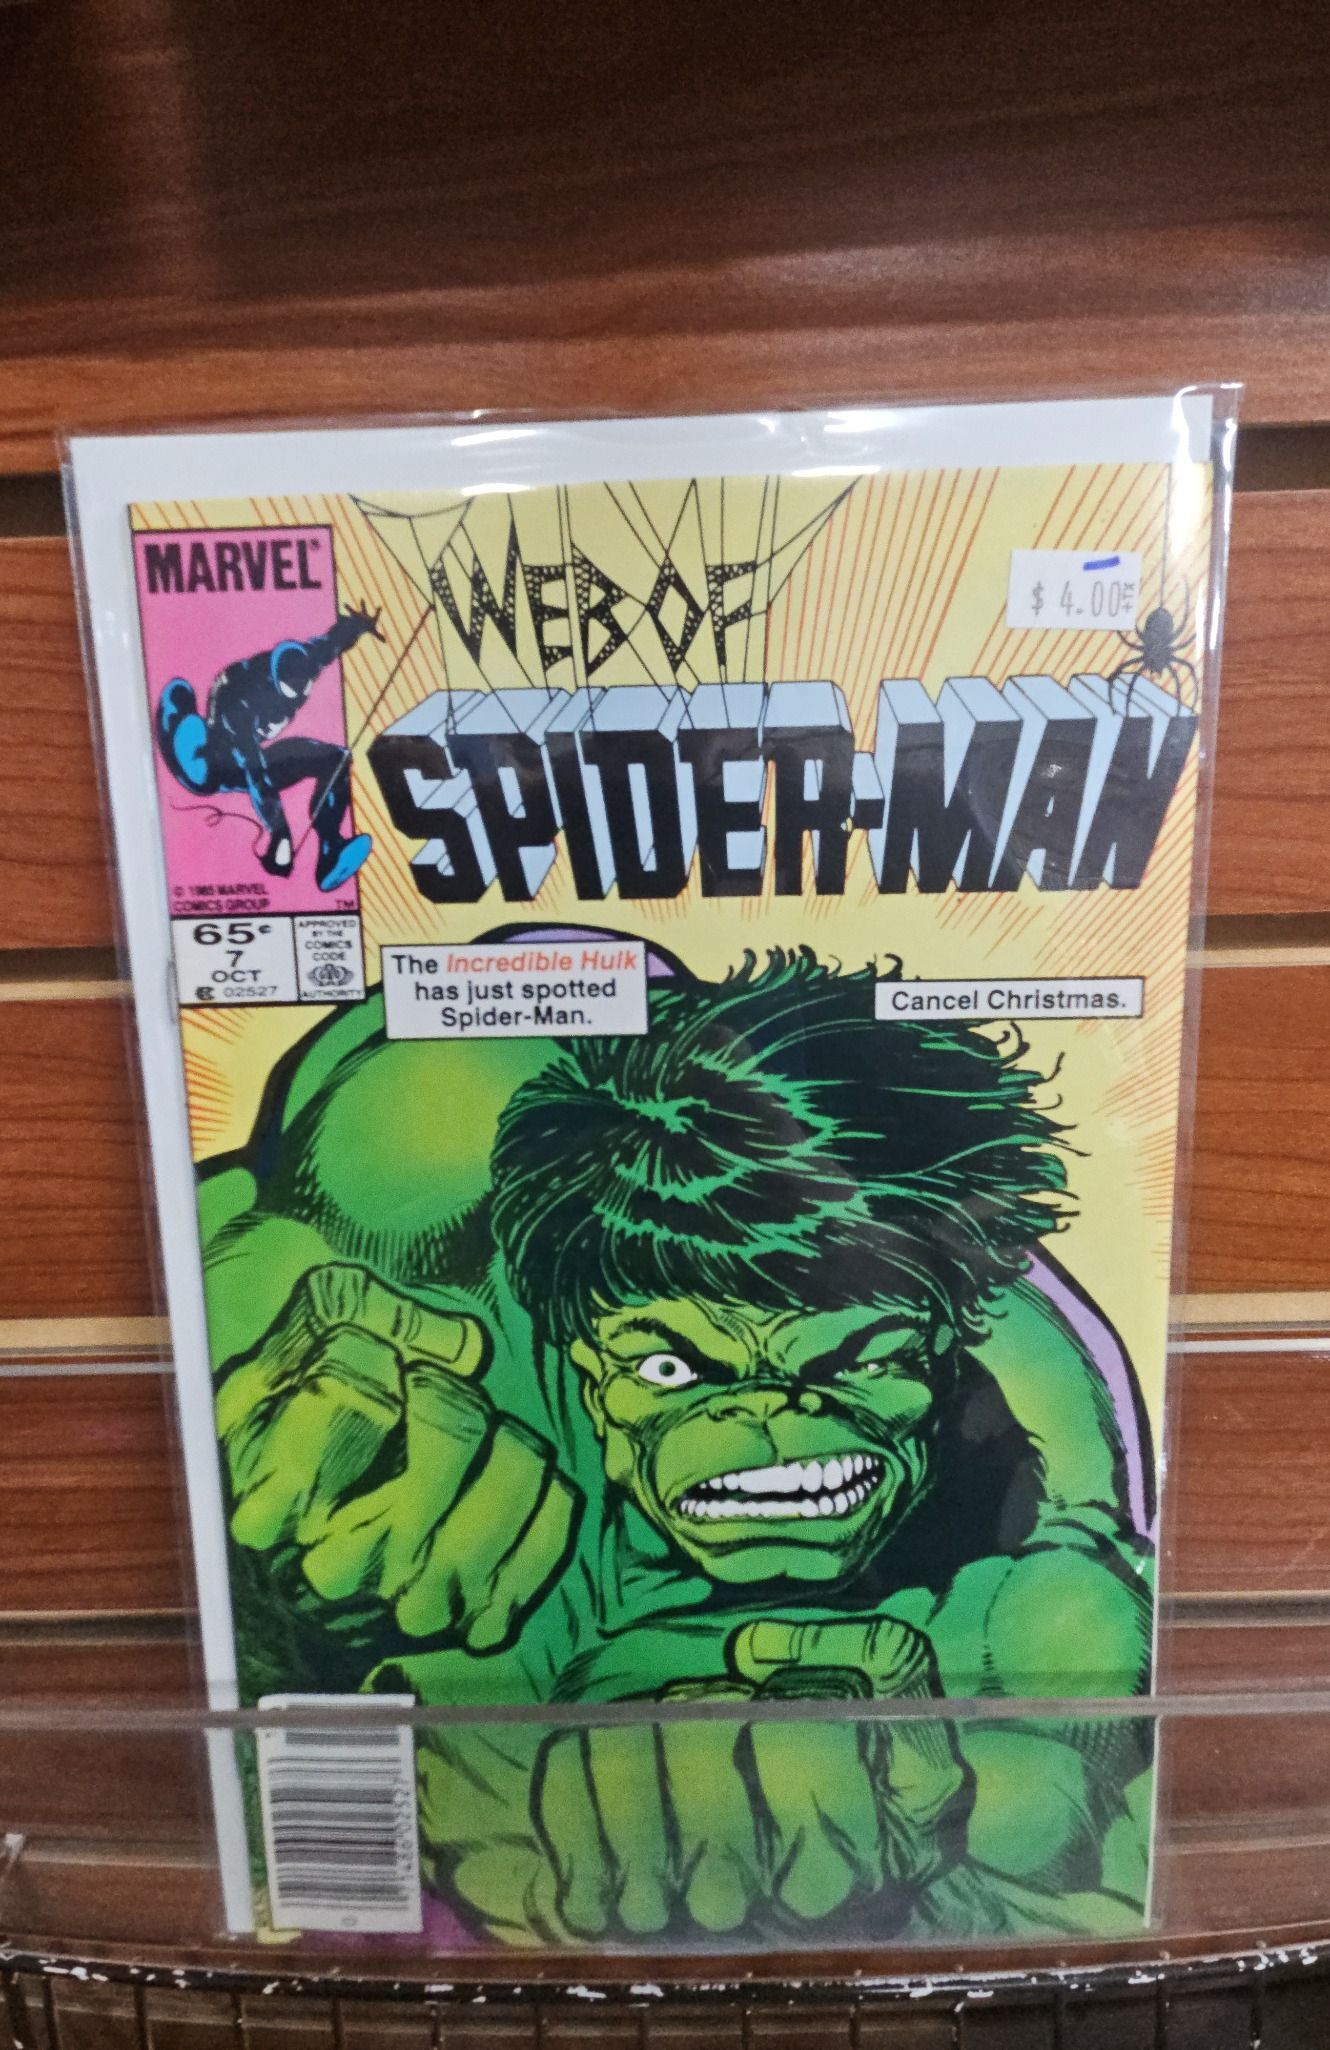 MARVEL®
WEB OF
SPIDER-MAN
$ 4.00
+TX
© 1985 MARVEL
COMICS GROUP
TM
65¢
7
OCT
02527
APPROVED
BY THE
COMICS
CODE
AUTHORITY
The Incredible Hulk
has just spotted
Spider-Man.
Cancel Christmas.